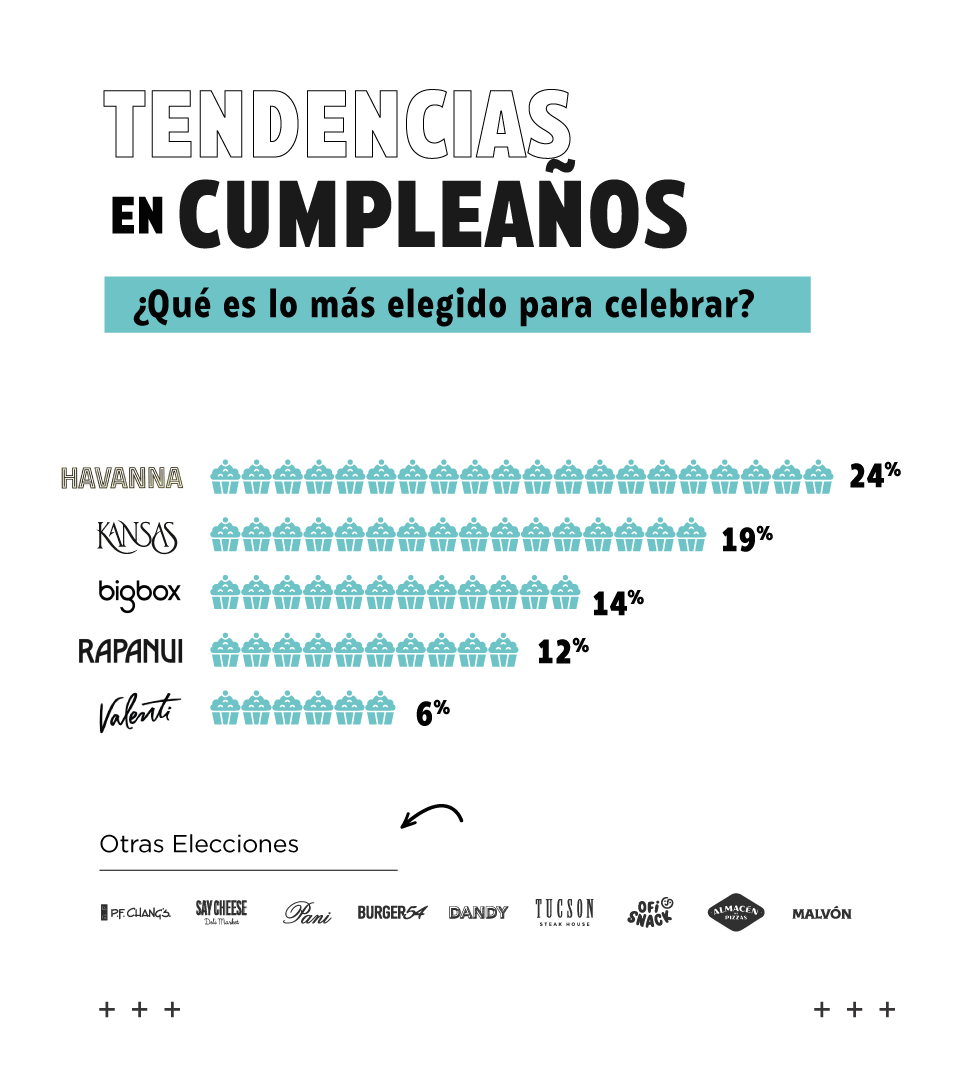 TENDENCIAS
EN CUMPLEAÑOS
¿Qué es lo más elegido para celebrar?
HAVANNA 24%
KANSAS 19%
bigbox 14%
RAPANUI 12%
Valenti 6%
Otras Elecciones
P.F. CHANG'S SAY CHEESE Deli Market Pani BURGER54 DANDY TUCSON STEAK HOUSE OFI SNACK ALMACÉN DE PIZZAS MALVÓN
+ + + + + +